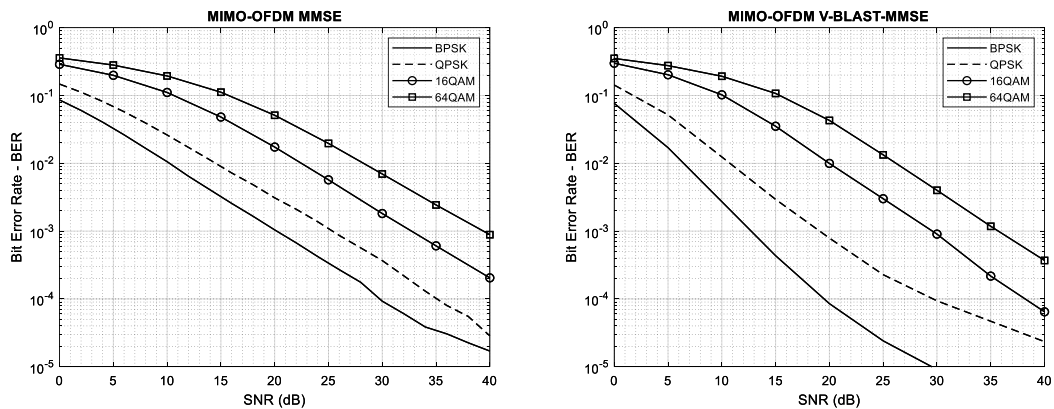 MIMO-OFDM MMSE
10^0
10^-1
10^-2
10^-3
10^-4
10^-5
Bit Error Rate - BER
BPSK
QPSK
16QAM
64QAM
0 5 10 15 20 25 30 35 40
SNR (dB)
MIMO-OFDM V-BLAST-MMSE
10^0
10^-1
10^-2
10^-3
10^-4
10^-5
Bit Error Rate - BER
BPSK
QPSK
16QAM
64QAM
0 5 10 15 20 25 30 35 40
SNR (dB)